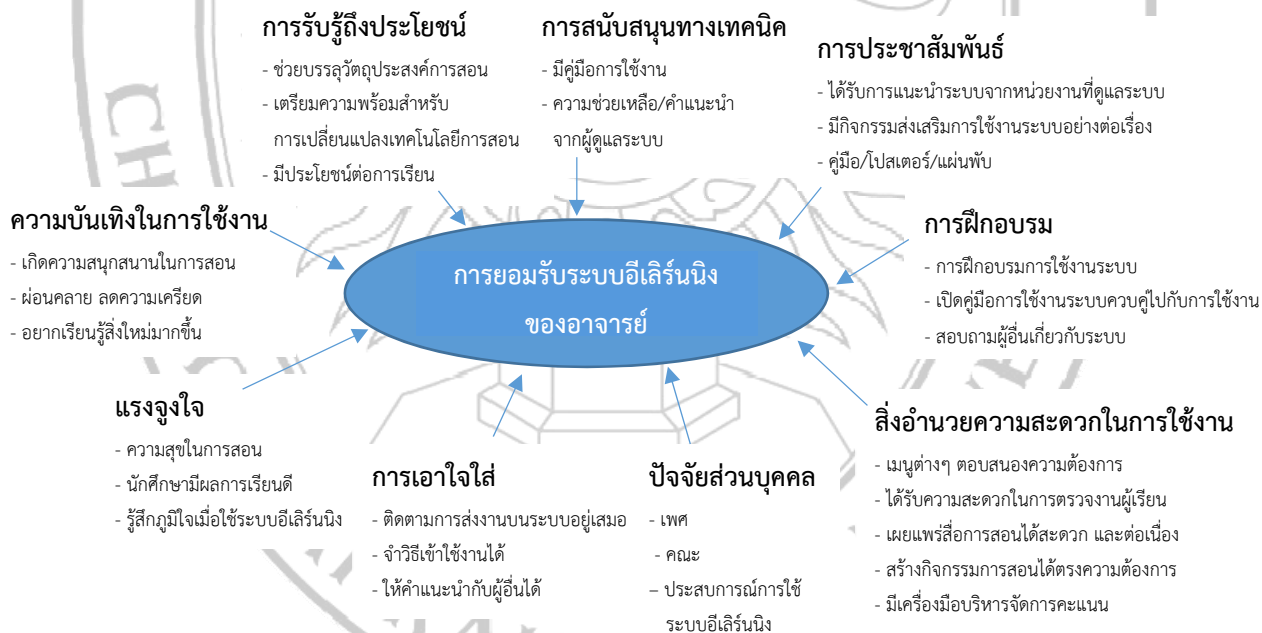 การรับรู้ถึงประโยชน์
- ช่วยบรรลุวัตถุประสงค์การสอน
- เตรียมความพร้อมสำหรับ
การเปลี่ยนแปลงเทคโนโลยีการสอน
- มีประโยชน์ต่อการเรียน
การสนับสนุนทางเทคนิค
- มีคู่มือการใช้งาน
- ความช่วยเหลือ/คำแนะนำ
จากผู้ดูแลระบบ
การประชาสัมพันธ์
- ได้รับการแนะนำระบบจากหน่วยงานที่ดูแลระบบ
- มีกิจกรรมส่งเสริมการใช้งานระบบอย่างต่อเรื่อง
- คู่มือ/โปสเตอร์/แผ่นพับ
ความบันเทิงในการใช้งาน
- เกิดความสนุกสนานในการสอน
- ผ่อนคลาย ลดความเครียด
- อยากเรียนรู้สิ่งใหม่มากขึ้น
การยอมรับระบบอีเลิร์นนิง
ของอาจารย์
การฝึกอบรม
- การฝึกอบรมการใช้งานระบบ
- เปิดคู่มือการใช้งานระบบควบคู่ไปกับการใช้งาน
- สอบถามผู้อื่นเกี่ยวกับระบบ
แรงจูงใจ
- ความสุขในการสอน
- นักศึกษามีผลการเรียนดี
- รู้สึกภูมิใจเมื่อใช้ระบบอีเลิร์นนิง
การเอาใจใส่
- ติดตามการส่งงานบนระบบอยู่เสมอ
- จำวิธีเข้าใช้งานได้
- ให้คำแนะนำกับผู้อื่นได้
ปัจจัยส่วนบุคคล
- เพศ
- คณะ
– ประสบการณ์การใช้
ระบบอีเลิร์นนิง
สิ่งอำนวยความสะดวกในการใช้งาน
- เมนูต่างๆ ตอบสนองความต้องการ
- ได้รับความสะดวกในการตรวจงานผู้เรียน
- เผยแพร่สื่อการสอนได้สะดวก และต่อเนื่อง
- สร้างกิจกรรมการสอนได้ตรงความต้องการ
- มีเครื่องมือบริหารจัดการคะแนน
CH